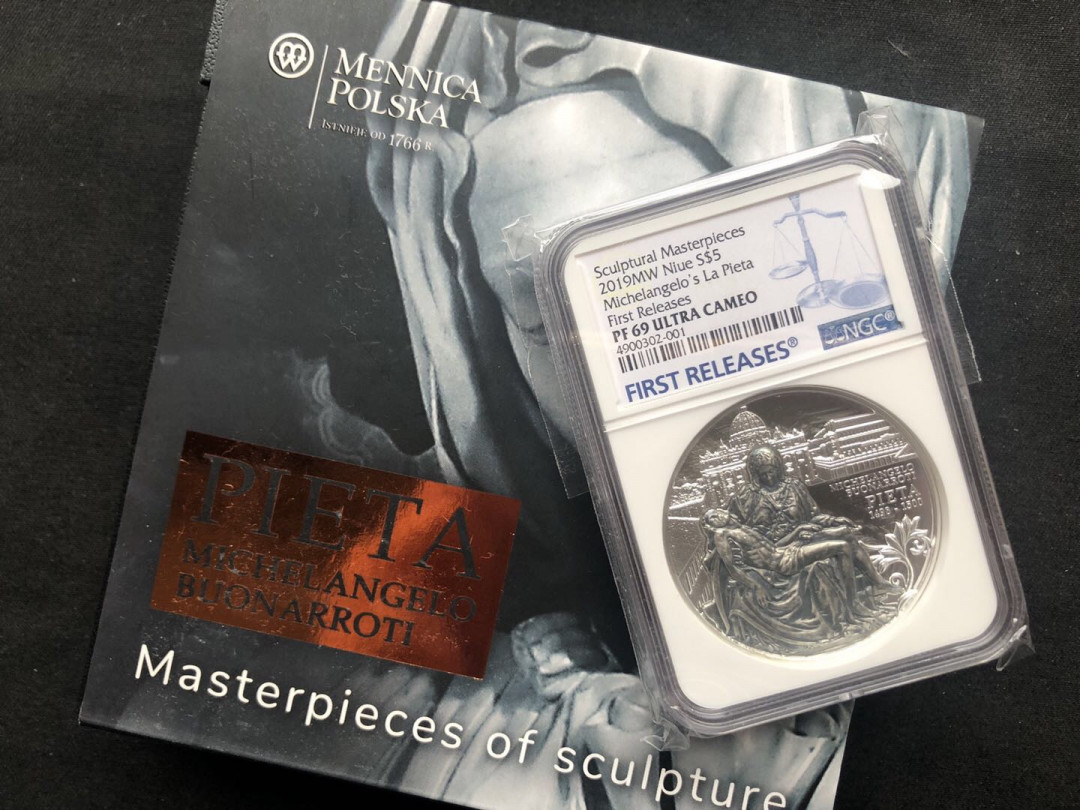 MENNICA
POLSKA
ISTNIEJE OD 1766 R
PIETA
MICHELANGELO
BUONARROTI
Masterpieces of sculpture
Sculptural Masterpieces
2019MW Niue S$5
Michelangelo's La Pieta
First Releases
PF 69 ULTRA CAMEO
4900302-001
NGC®
FIRST RELEASES®
MICHELANGELO
BUONARROTI
PIETA